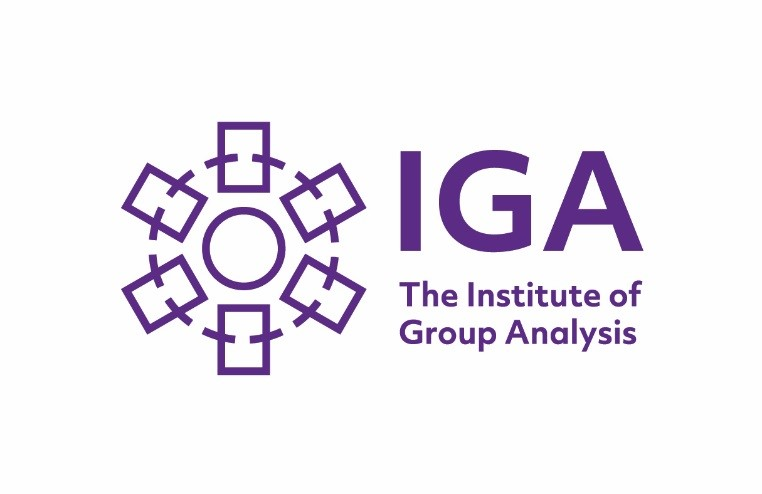 IGA
The Institute of
Group Analysis